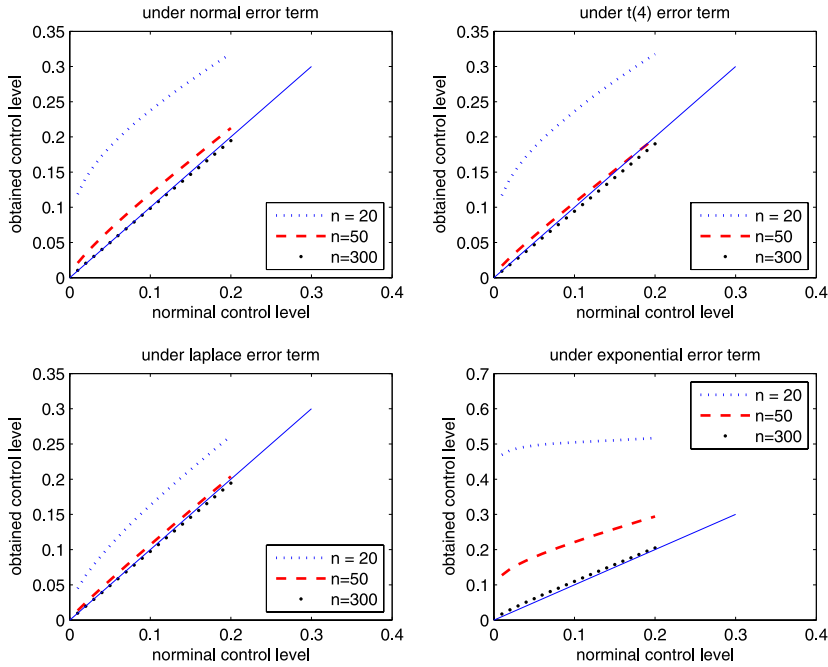 under normal error term
0.35
0.3
0.25
0.2
0.15
0.1
0.05
0
0
0.1
0.2
0.3
0.4
obtained control level
norminal control level
n = 20
n=50
n=300
under t(4) error term
0.35
0.3
0.25
0.2
0.15
0.1
0.05
0
0
0.1
0.2
0.3
0.4
obtained control level
norminal control level
n = 20
n=50
n=300
under laplace error term
0.35
0.3
0.25
0.2
0.15
0.1
0.05
0
0
0.1
0.2
0.3
0.4
obtained control level
norminal control level
n = 20
n=50
n=300
under exponential error term
0.7
0.6
0.5
0.4
0.3
0.2
0.1
0
0
0.1
0.2
0.3
0.4
obtained control level
norminal control level
n = 20
n=50
n=300